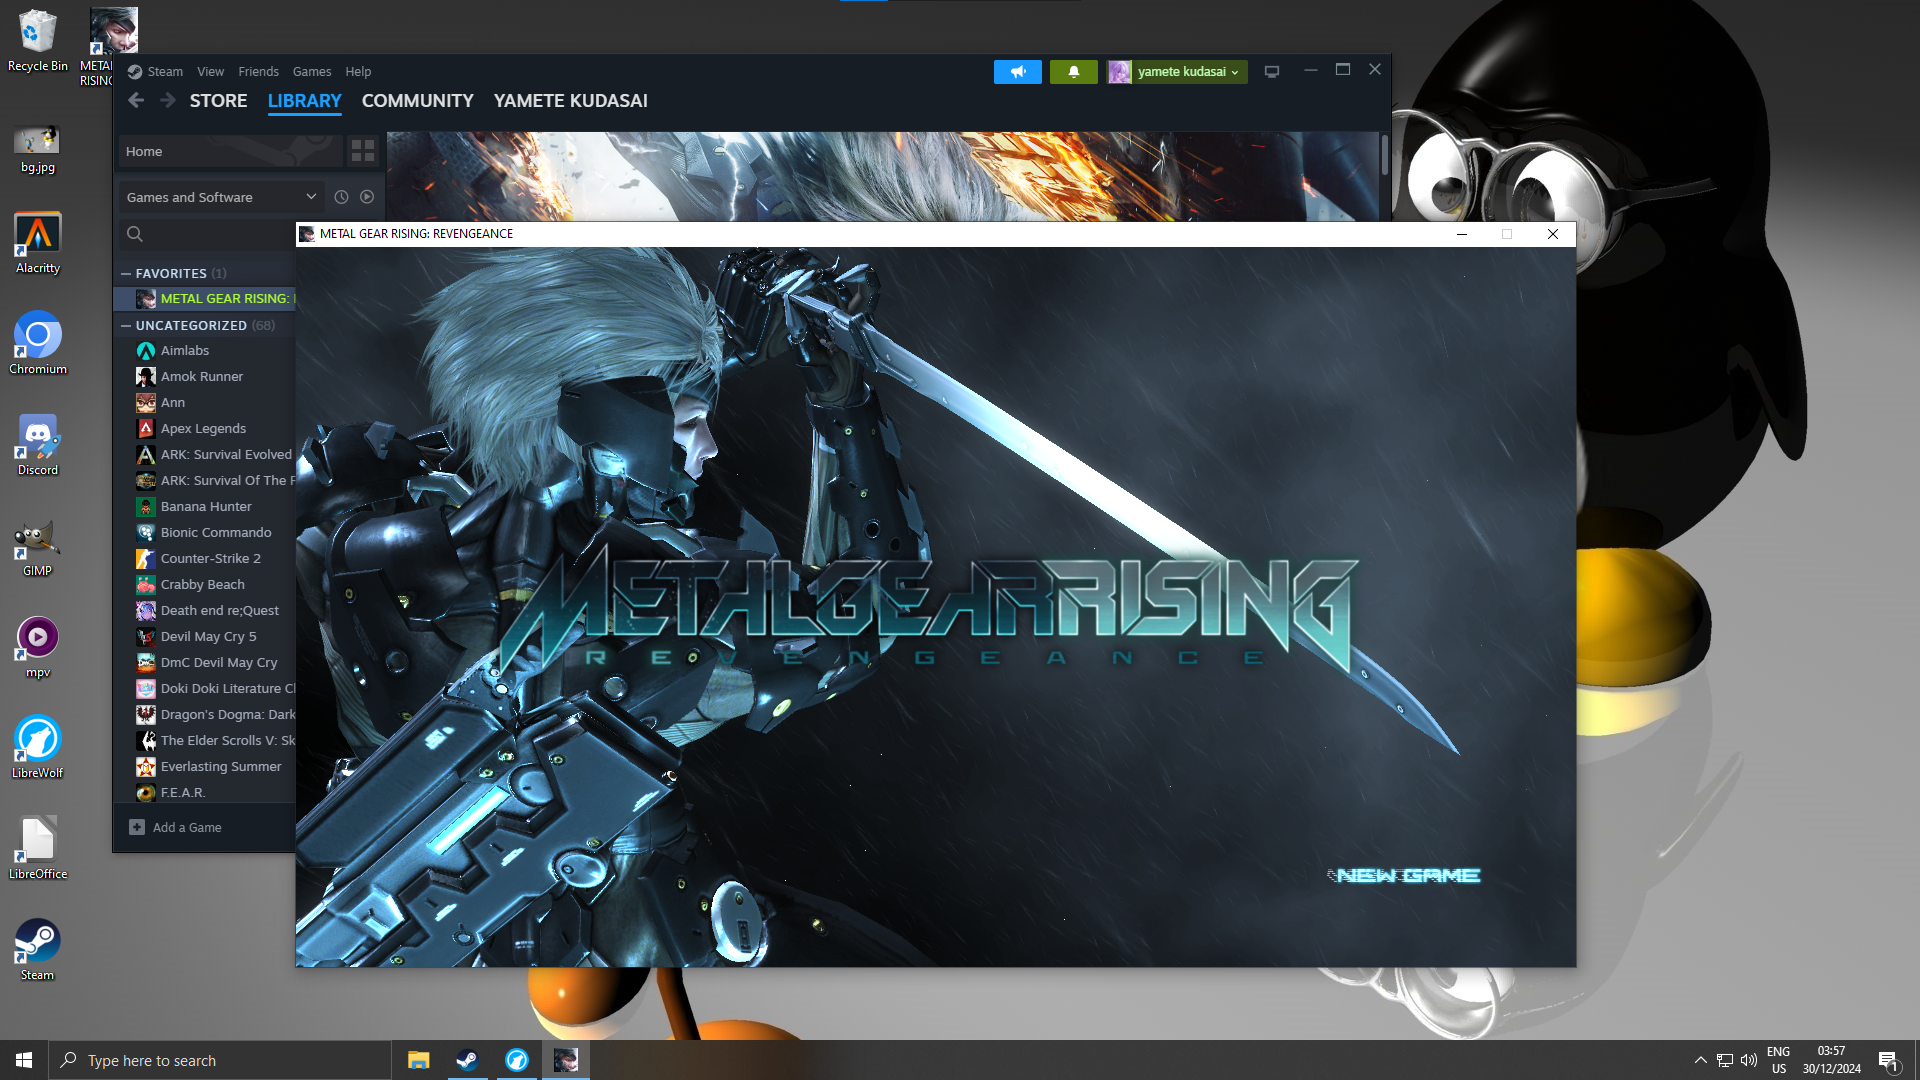 Recycle Bin
META
RISING
bg.jpg
Alacritty
Chromium
Discord
GIMP
mpv
LibreWolf
LibreOffice
Steam
Steam View Friends Games Help
yamete kudasai
STORE LIBRARY COMMUNITY YAMETE KUDASAI
Home
Games and Software
FAVORITES (1)
METAL GEAR RISING:
UNCATEGORIZED (68)
Aimlabs
Amok Runner
Ann
Apex Legends
ARK: Survival Evolved
ARK: Survival Of The F
Banana Hunter
Bionic Commando
Counter-Strike 2
Crabby Beach
Death end re;Quest
Devil May Cry 5
DmC Devil May Cry
Doki Doki Literature Cl
Dragon's Dogma: Dark
The Elder Scrolls V: Sk
Everlasting Summer
F.E.A.R.
Add a Game
METAL GEAR RISING: REVENGEANCE
METAL GEAR RISING
REVENGEANCE
NEW GAME
Type here to search
ENG
US
03:57
30/12/2024
1